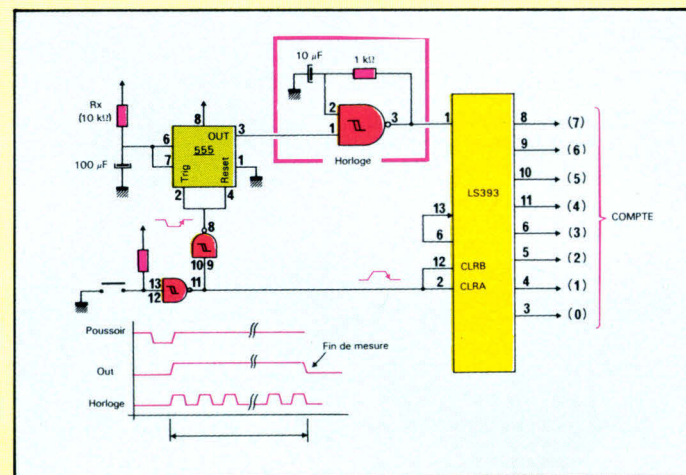 10 µF
1 kΩ
Rx
(10 kΩ)
8
2
3
1
Horloge
6
7
OUT
555
Trig
Reset
3
1
100 µF
2
4
8
10 9
13
12
11
1
LS393
13
6
12
CLRB
2
CLRA
8 (7)
9 (6)
10 (5)
11 (4)
6 (3)
5 (2)
4 (1)
3 (0)
COMPTE
Poussoir
Out
Fin de mesure
Horloge